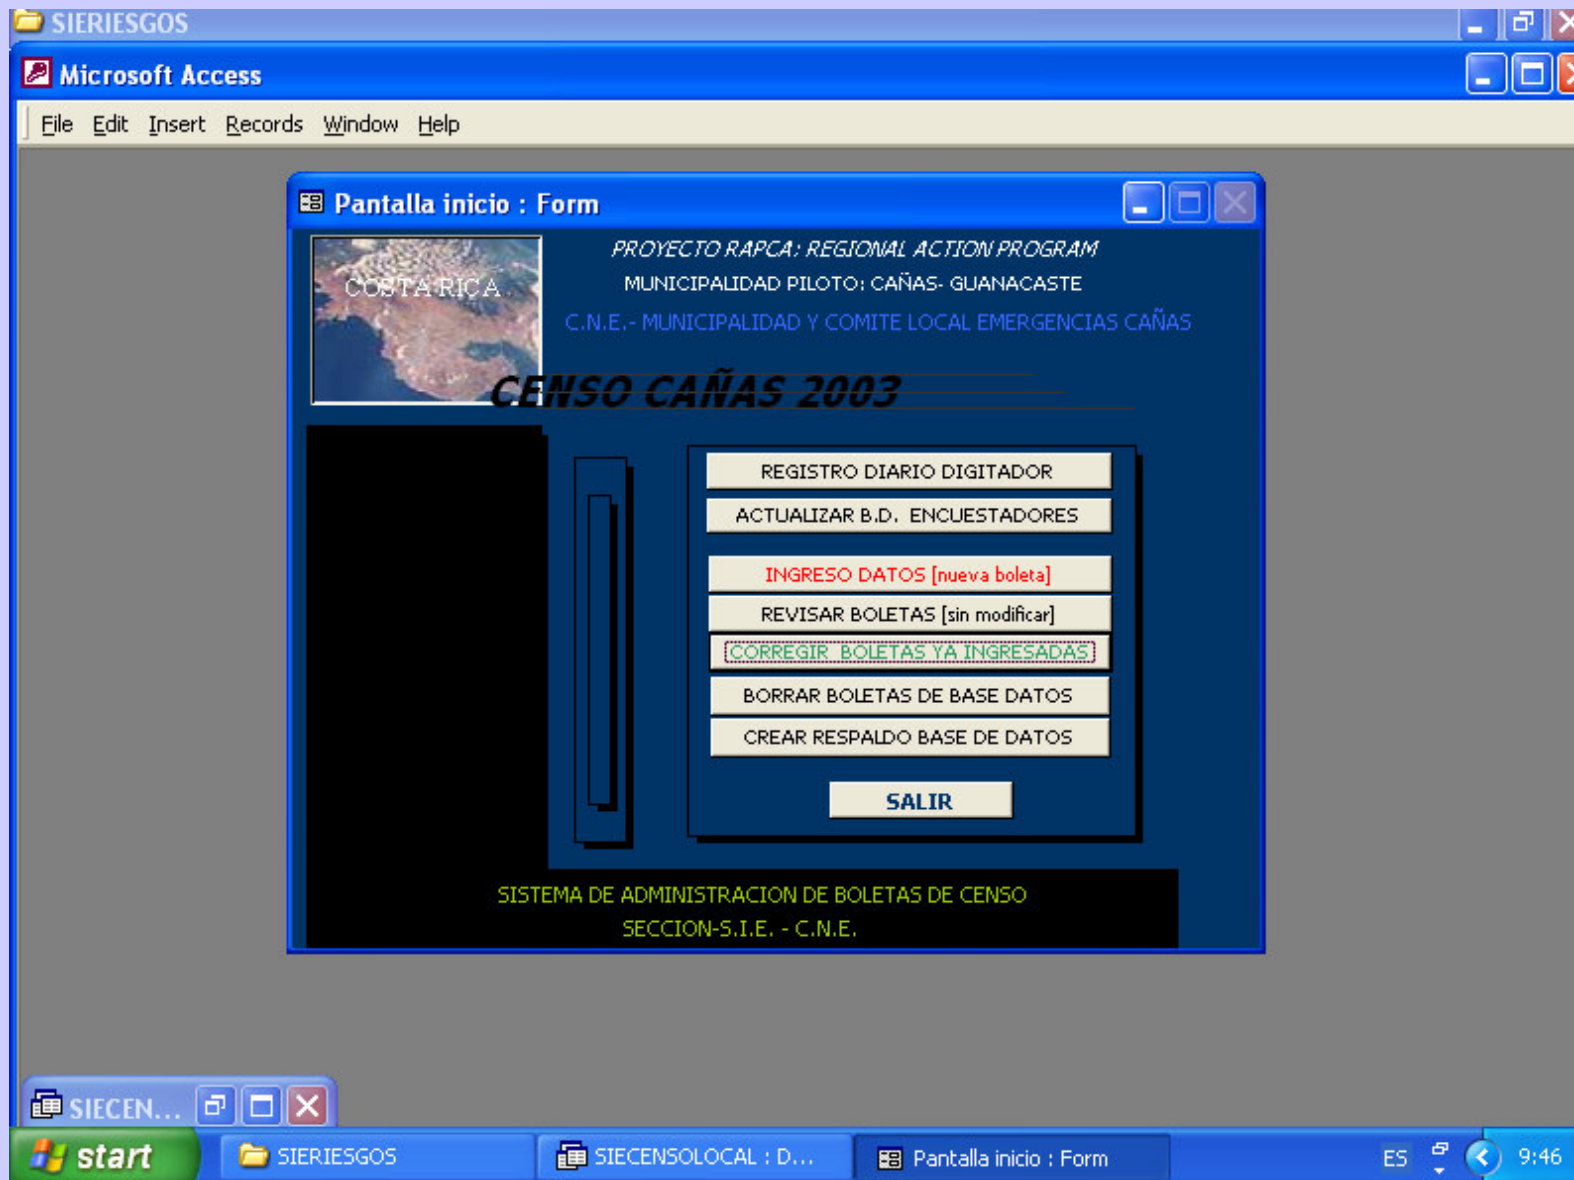 SIERIESGOS
Microsoft Access
File Edit Insert Records Window Help
Pantalla inicio : Form
COSTA RICA
PROYECTO RAPCA: REGIONAL ACTION PROGRAM
MUNICIPALIDAD PILOTO: CAÑAS- GUANACASTE
C.N.E.- MUNICIPALIDAD Y COMITE LOCAL EMERGENCIAS CAÑAS
CENSO CAÑAS 2003
REGISTRO DIARIO DIGITADOR
ACTUALIZAR B.D. ENCUESTADORES
INGRESO DATOS [nueva boleta]
REVISAR BOLETAS [sin modificar]
CORREGIR BOLETAS YA INGRESADAS
BORRAR BOLETAS DE BASE DATOS
CREAR RESPALDO BASE DE DATOS
SALIR
SISTEMA DE ADMINISTRACION DE BOLETAS DE CENSO
SECCION-S.I.E. - C.N.E.
SIECEN...
start SIERIESGOS SIECENSOLOCAL : D... Pantalla inicio : Form ES 9:46